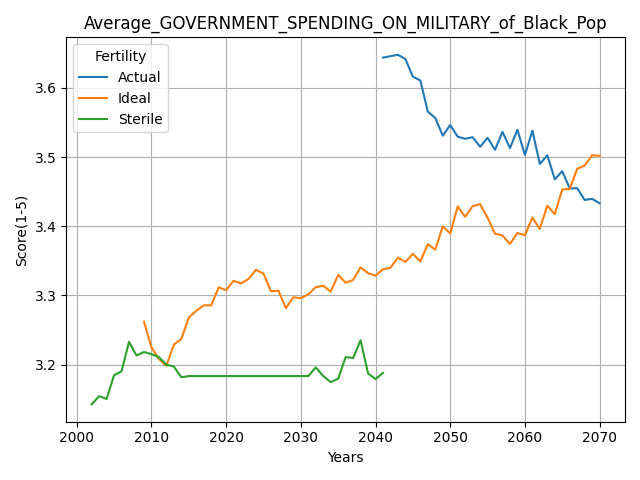 Average_GOVERNMENT_SPENDING_ON_MILITARY_of_Black_Pop
Fertility
Actual
Ideal
Sterile
Score(1-5)
3.6
3.5
3.4
3.3
3.2
2000 2010 2020 2030 2040 2050 2060 2070
Years